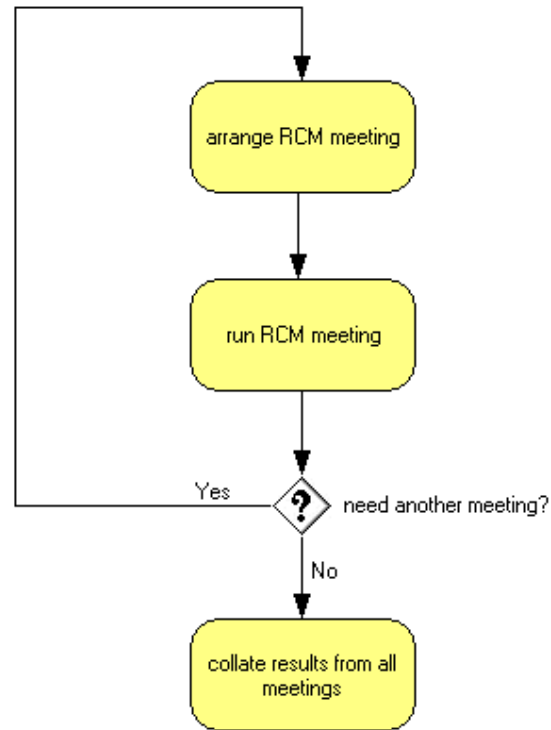 arrange RCM meeting
run RCM meeting
Yes
?
need another meeting?
No
collate results from all
meetings